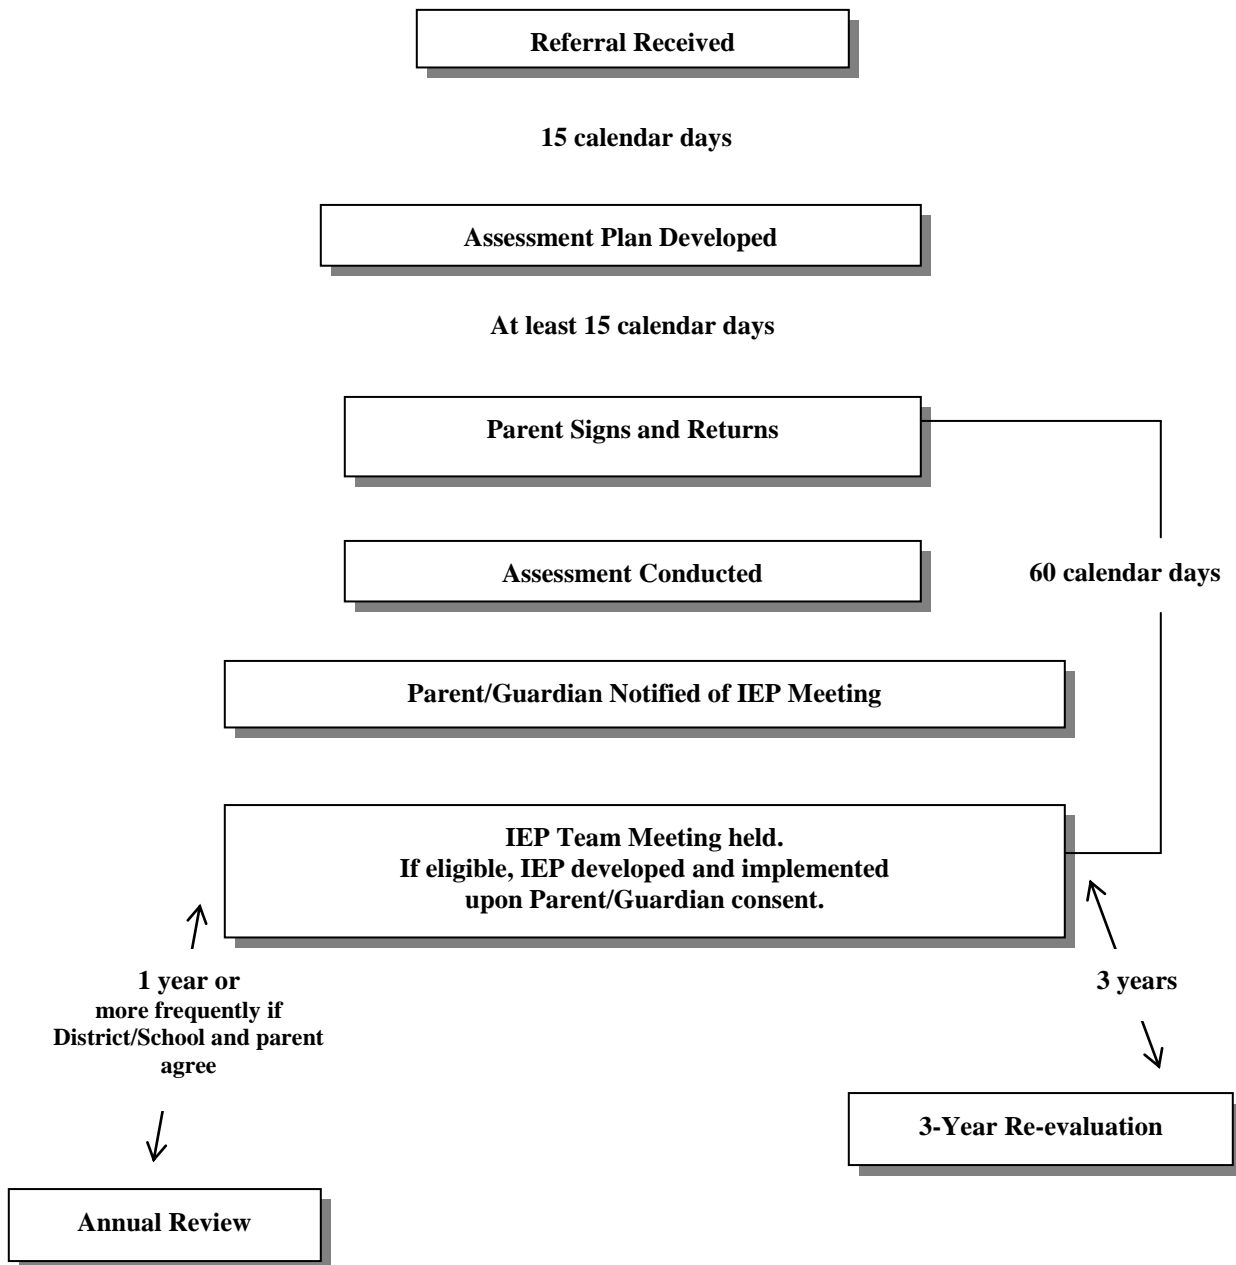 Referral Received
15 calendar days
Assessment Plan Developed
At least 15 calendar days
Parent Signs and Returns
Assessment Conducted
60 calendar days
Parent/Guardian Notified of IEP Meeting
IEP Team Meeting held.
If eligible, IEP developed and implemented
upon Parent/Guardian consent.
1 year or
more frequently if
District/School and parent
agree
3 years
3-Year Re-evaluation
Annual Review